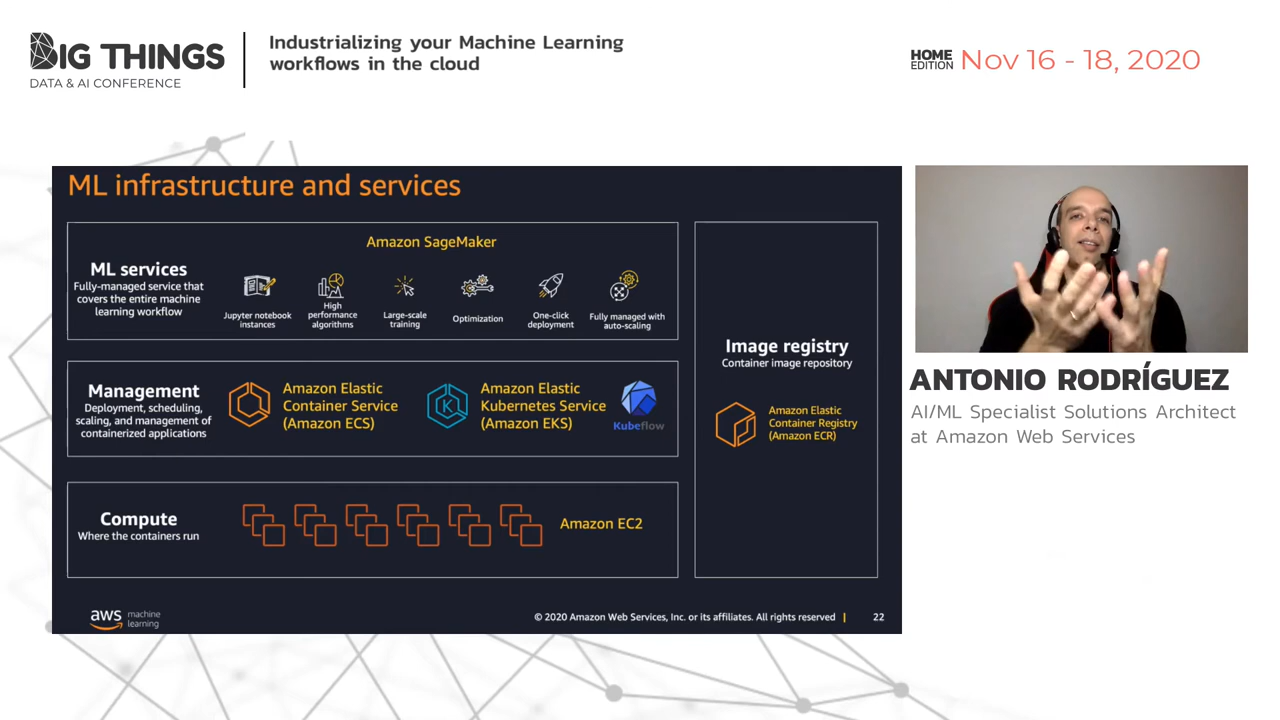 BIG THINGS
DATA & AI CONFERENCE
Industrializing your Machine Learning
workflows in the cloud
HOME
EDITION
Nov 16 - 18, 2020
ML infrastructure and services
ML services
Fully-managed service that
covers the entire machine
learning workflow
Amazon SageMaker
Jupyter notebook
instances
High
performance
algorithms
Large-scale
training
Optimization
One-click
deployment
Fully managed with
auto-scaling
Management
Deployment, scheduling,
scaling, and management of
containerized applications
Amazon Elastic
Container Service
(Amazon ECS)
K
Amazon Elastic
Kubernetes Service
(Amazon EKS)
Kubeflow
Compute
Where the containers run
Amazon EC2
Image registry
Container image repository
Amazon Elastic
Container Registry
(Amazon ECR)
aws
machine
learning
© 2020 Amazon Web Services, Inc. or its affiliates. All rights reserved |
22
ANTONIO RODRÍGUEZ
AI/ML Specialist Solutions Architect
at Amazon Web Services